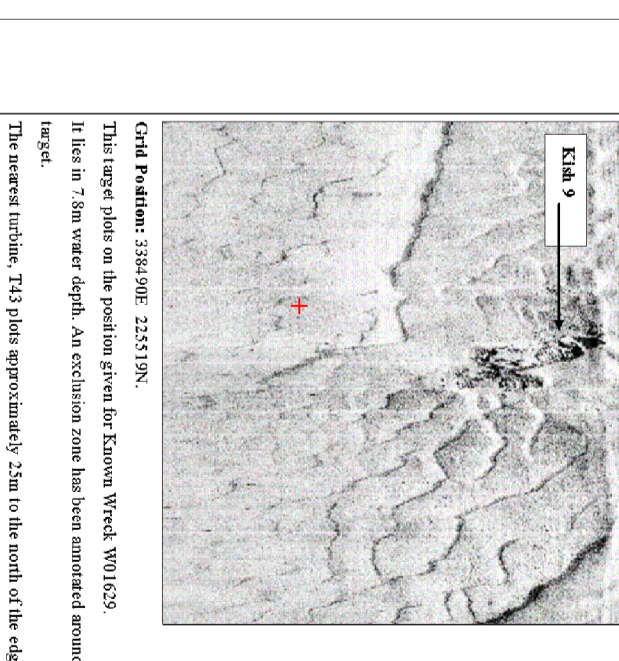 Kish 9
Grid Position: 338490E 225519N.
This target plots on the position given for Known Wreck W01629.
It lies in 7.8m water depth. An exclusion zone has been annotated around
target.
The nearest turbine, T43 plots approximately 25m to the north of the edg